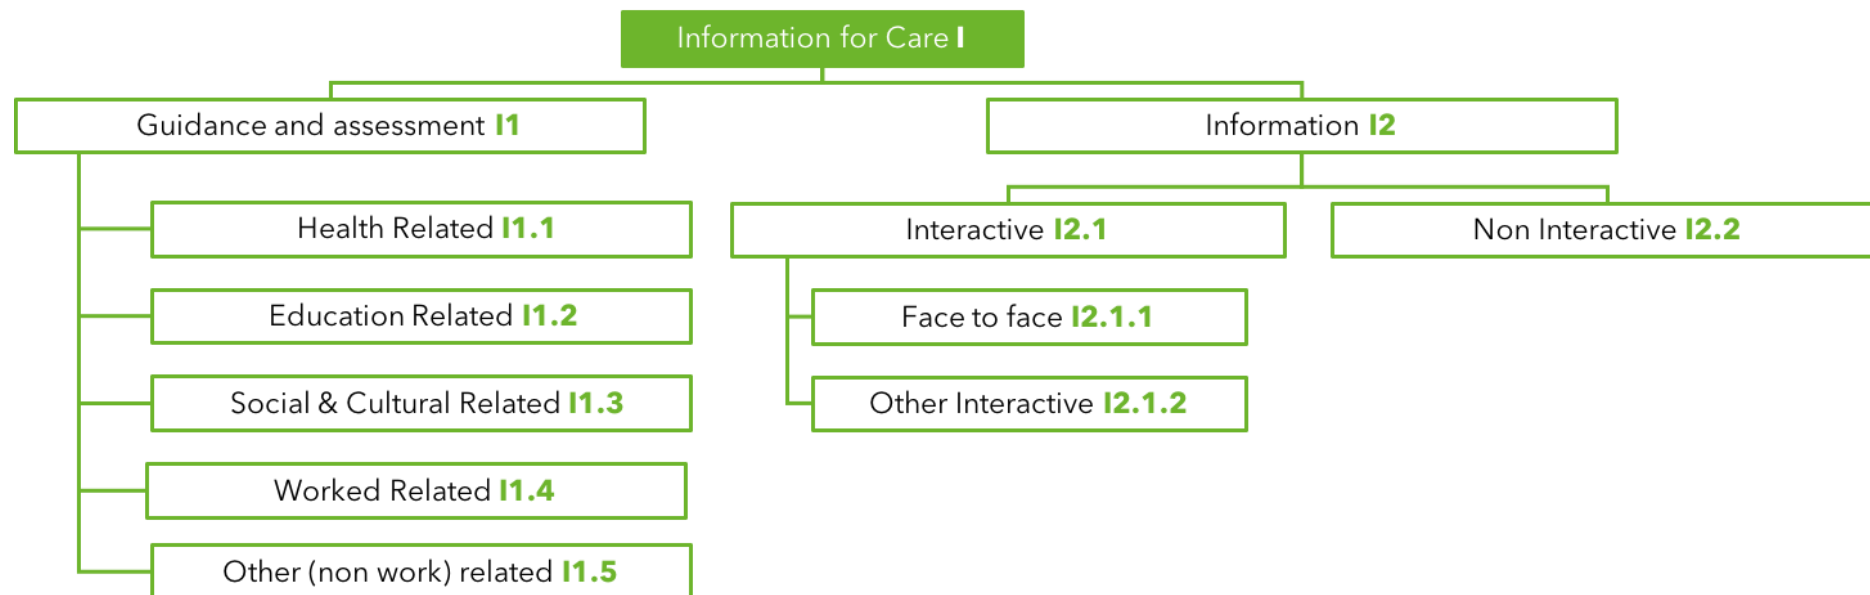 Information for Care I
Guidance and assessment I1
Information I2
Health Related I1.1
Interactive I2.1
Non Interactive I2.2
Education Related I1.2
Face to face I2.1.1
Social & Cultural Related I1.3
Other Interactive I2.1.2
Worked Related I1.4
Other (non work) related I1.5